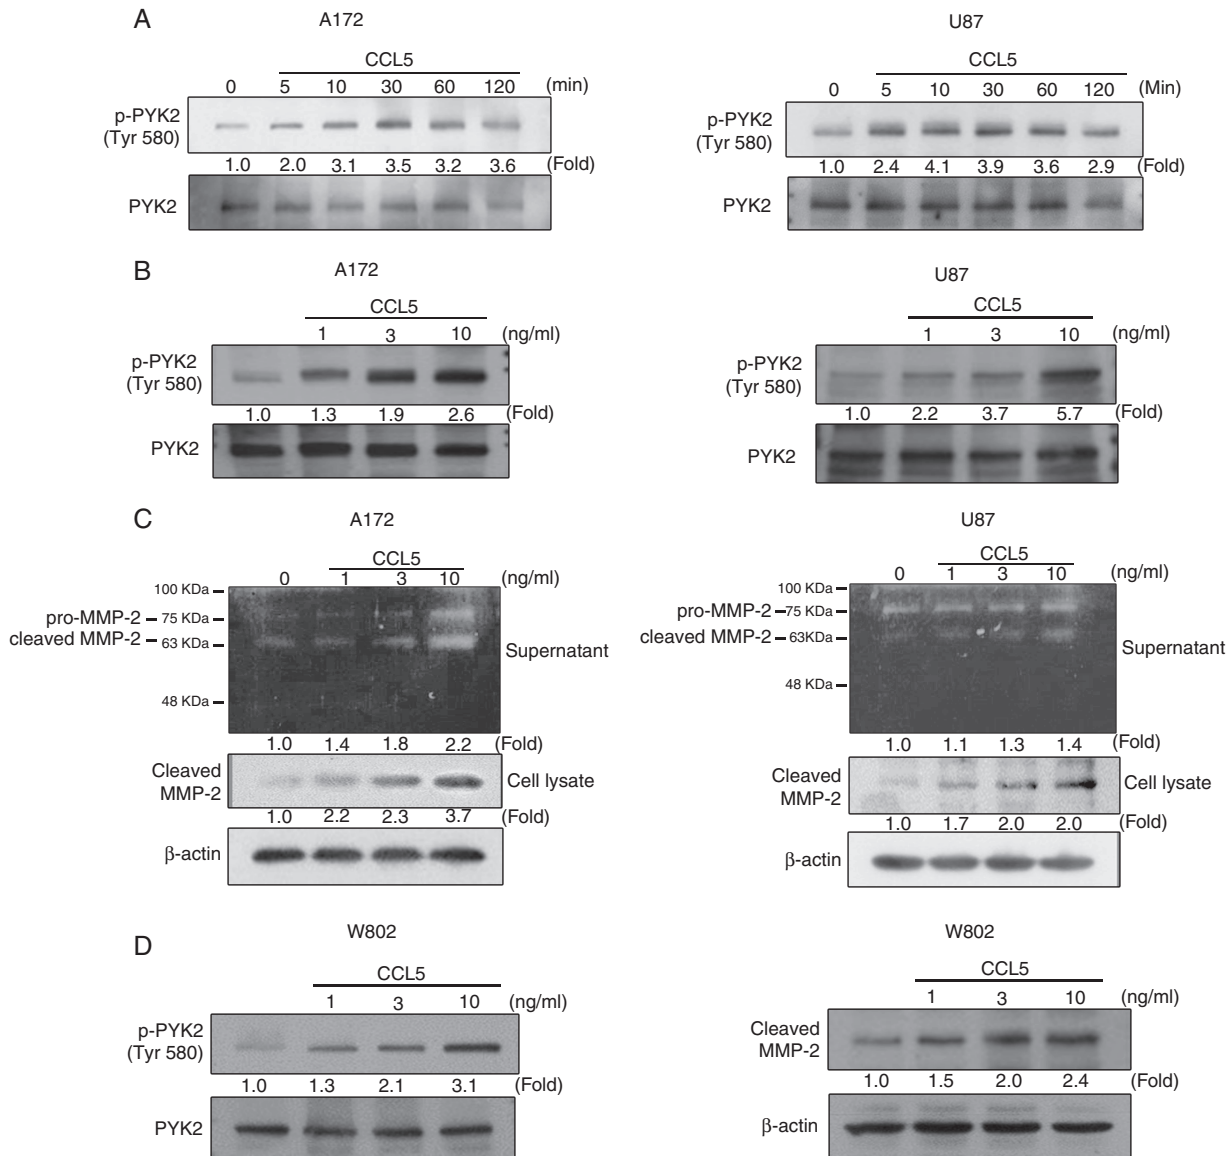 A
A172
CCL5
0 5 10 30 60 120 (min)
p-PYK2
(Tyr 580)
1.0 2.0 3.1 3.5 3.2 3.6 (Fold)
PYK2
U87
CCL5
0 5 10 30 60 120 (Min)
p-PYK2
(Tyr 580)
1.0 2.4 4.1 3.9 3.6 2.9 (Fold)
PYK2
B
A172
CCL5
1 3 10 (ng/ml)
p-PYK2
(Tyr 580)
1.0 1.3 1.9 2.6 (Fold)
PYK2
U87
CCL5
1 3 10 (ng/ml)
p-PYK2
(Tyr 580)
1.0 2.2 3.7 5.7 (Fold)
PYK2
C
A172
CCL5
0 1 3 10 (ng/ml)
100 KDa
pro-MMP-2 75 KDa
cleaved MMP-2 63 KDa
Supernatant
48 KDa
1.0 1.4 1.8 2.2 (Fold)
Cleaved
MMP-2
Cell lysate
1.0 2.2 2.3 3.7 (Fold)
β-actin
U87
CCL5
0 1 3 10 (ng/ml)
100 KDa
pro-MMP-2 75 KDa
cleaved MMP-2 63KDa
Supernatant
48 KDa
1.0 1.1 1.3 1.4 (Fold)
Cleaved
MMP-2
Cell lysate
1.0 1.7 2.0 2.0 (Fold)
β-actin
D
W802
CCL5
1 3 10 (ng/ml)
p-PYK2
(Tyr 580)
1.0 1.3 2.1 3.1 (Fold)
PYK2
W802
CCL5
1 3 10 (ng/ml)
Cleaved
MMP-2
1.0 1.5 2.0 2.4 (Fold)
β-actin